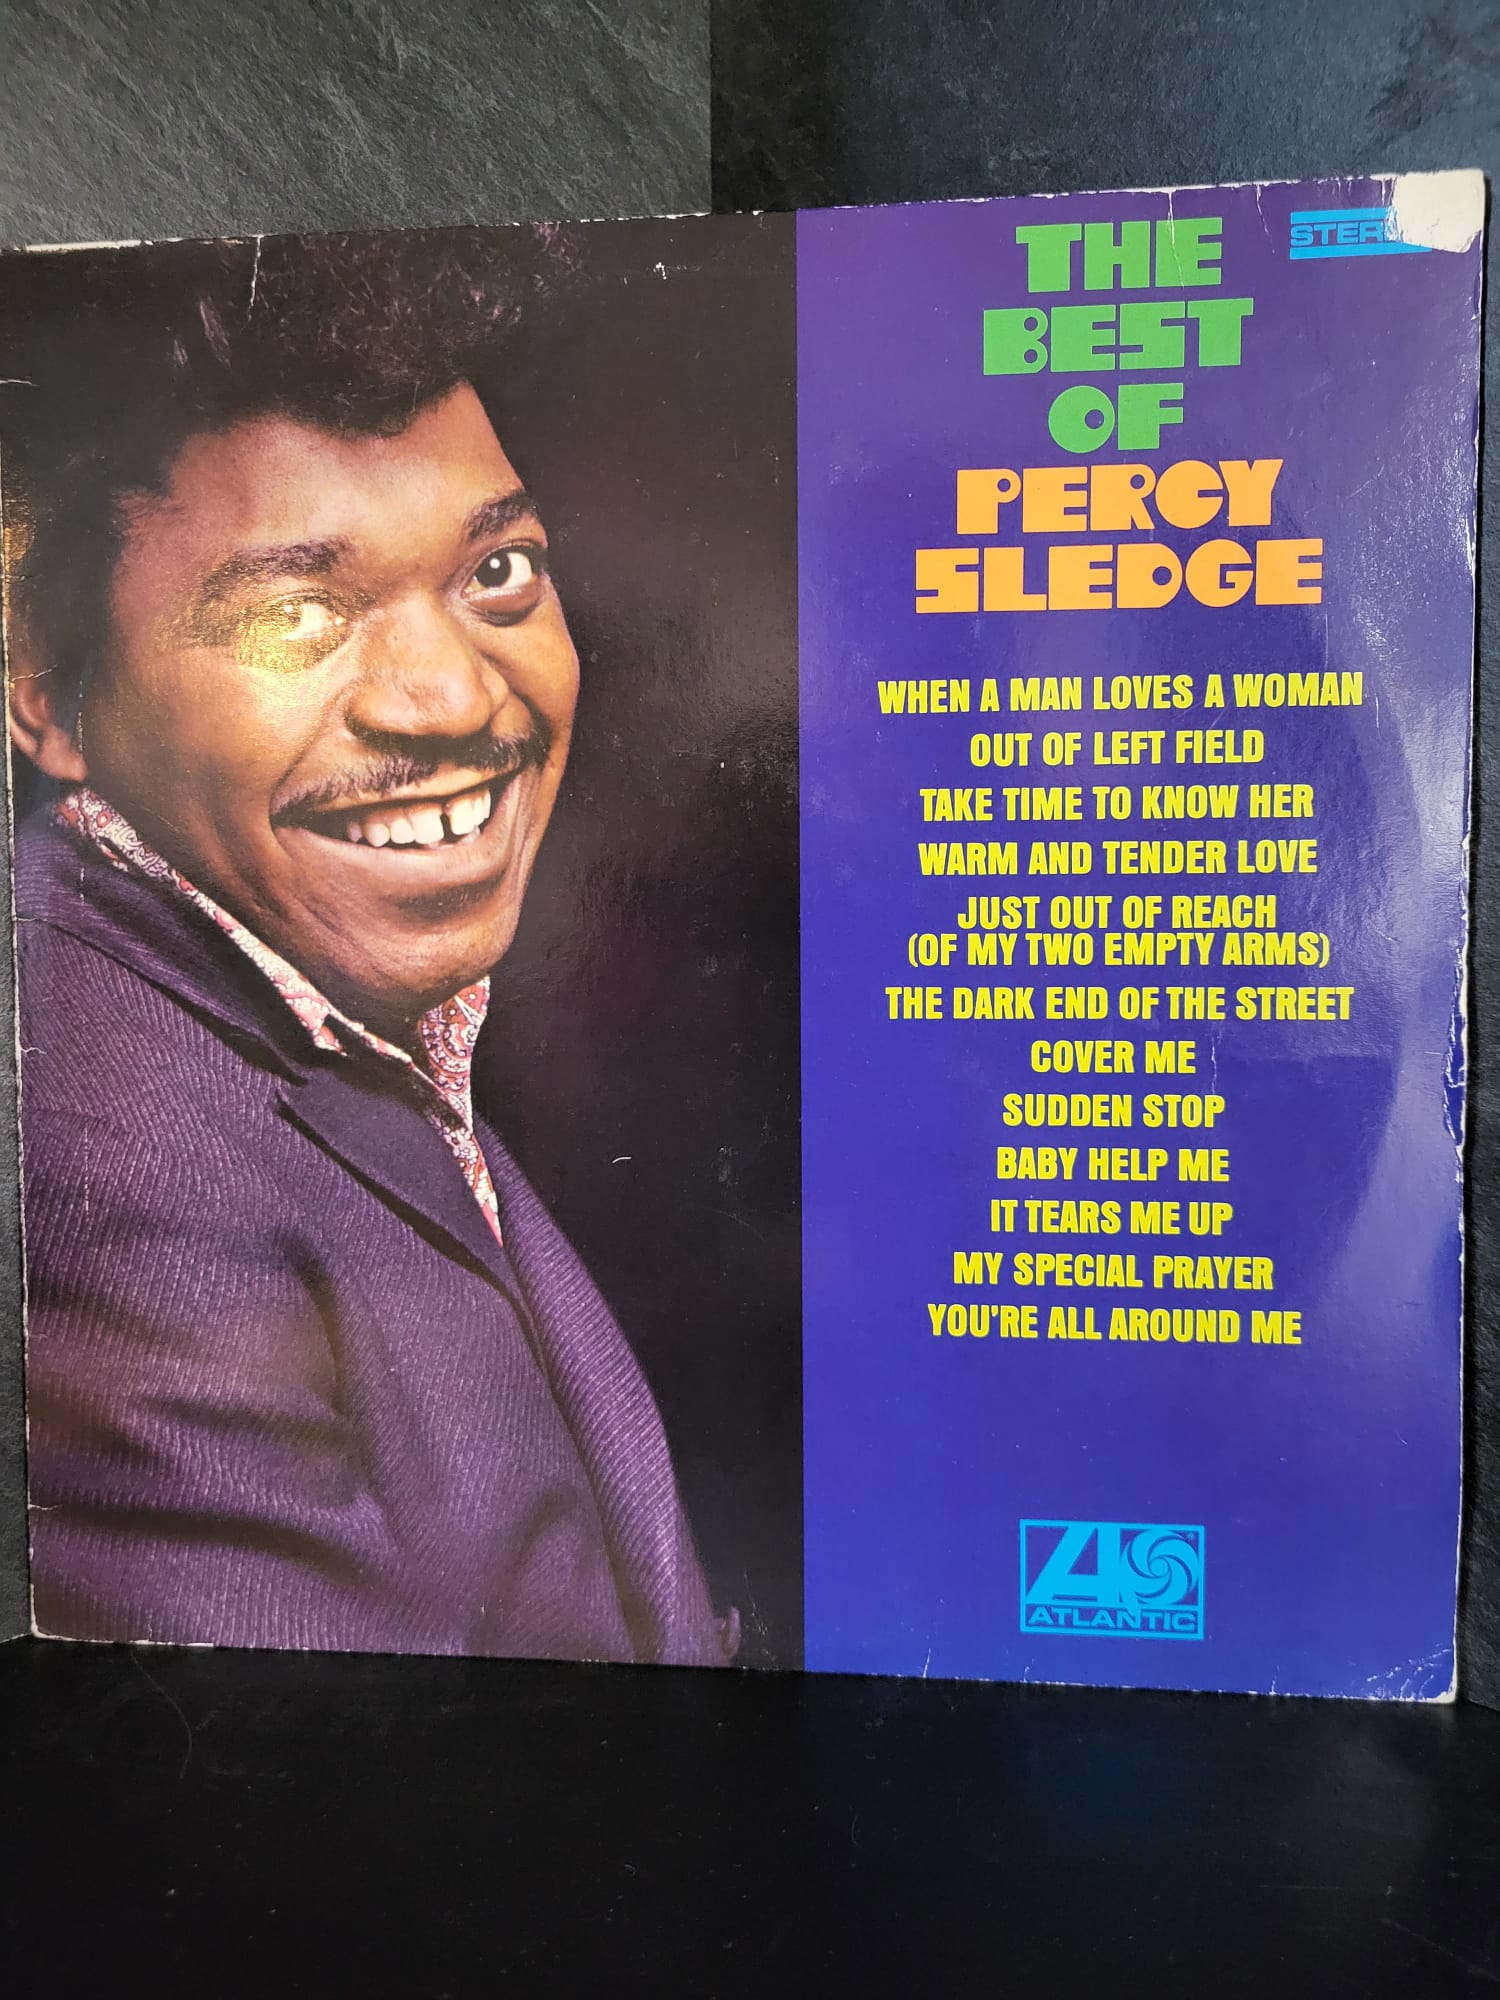 THE
BEST
OF
PERCY
SLEDGE
WHEN A MAN LOVES A WOMAN
OUT OF LEFT FIELD
TAKE TIME TO KNOW HER
WARM AND TENDER LOVE
JUST OUT OF REACH
(OF MY TWO EMPTY ARMS)
THE DARK END OF THE STREET
COVER ME
SUDDEN STOP
BABY HELP ME
IT TEARS ME UP
MY SPECIAL PRAYER
YOU'RE ALL AROUND ME
ATLANTIC